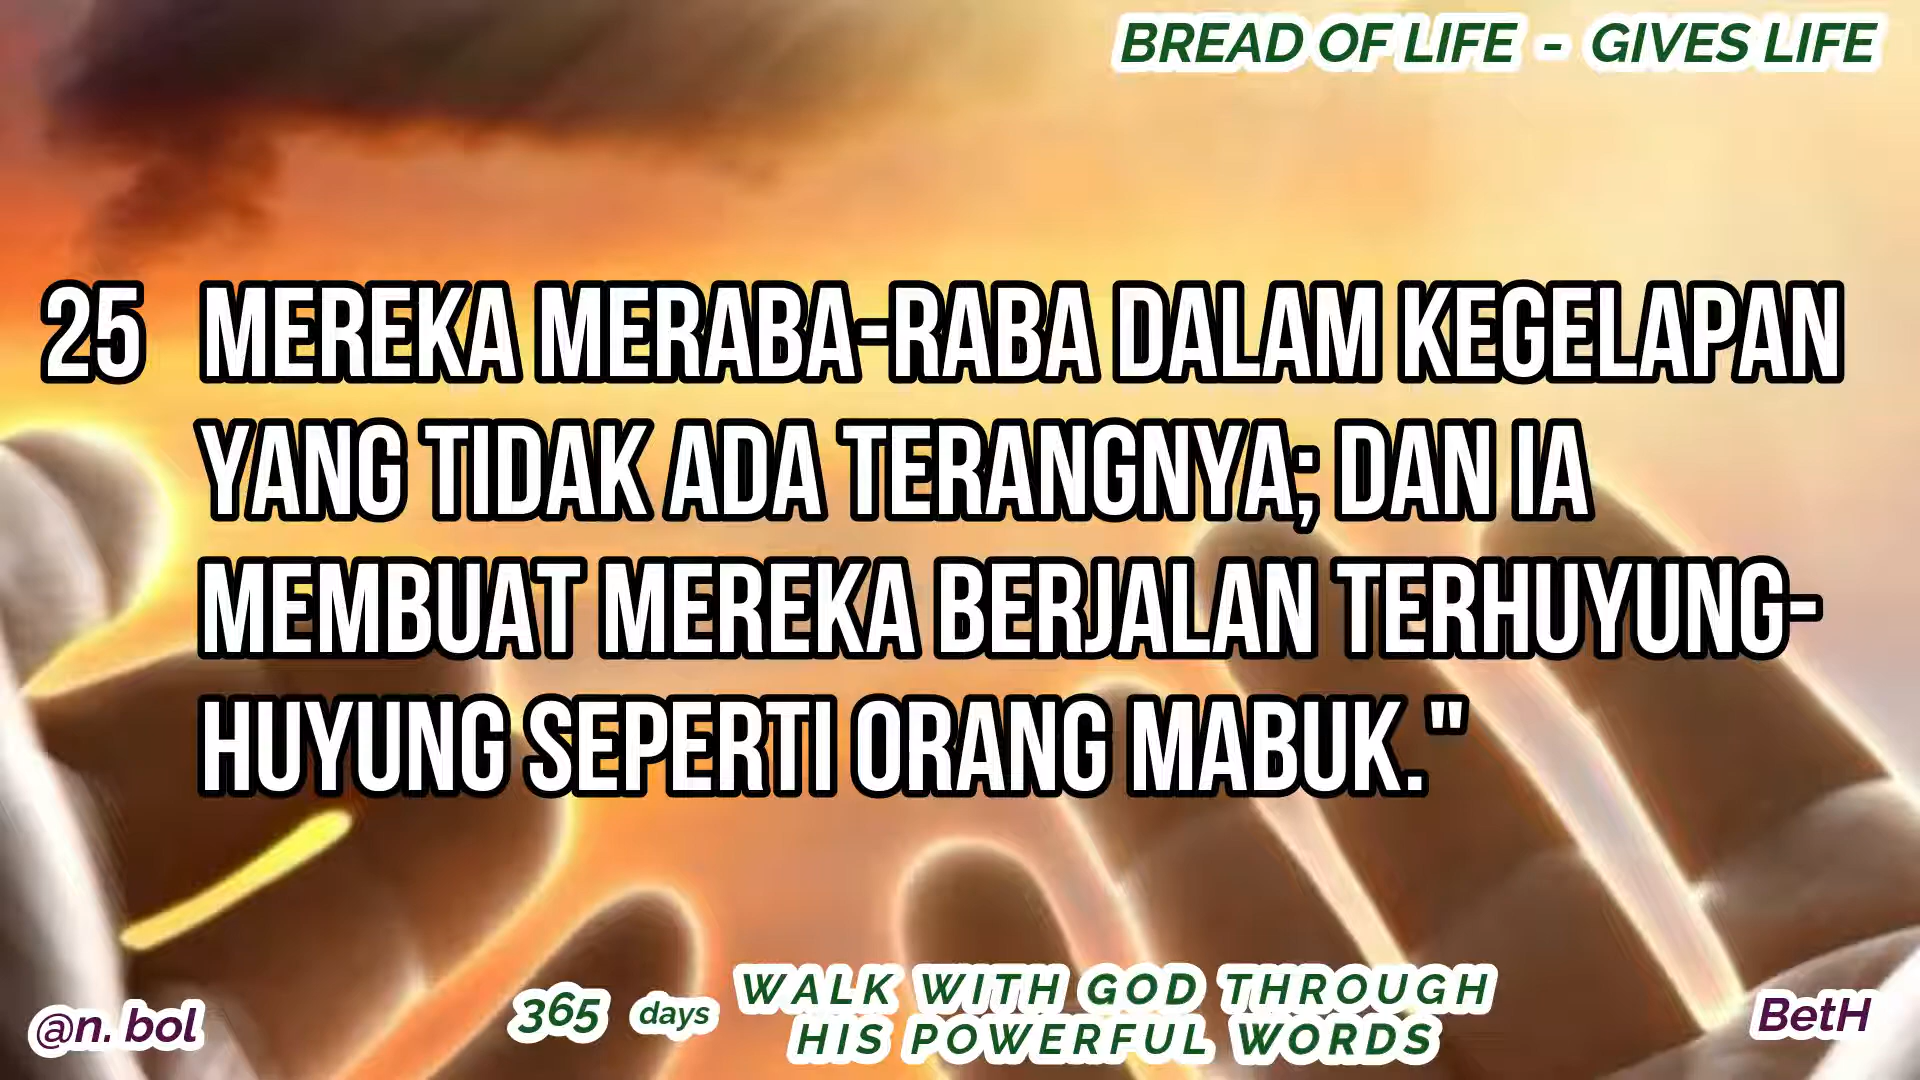 BREAD OF LIFE - GIVES LIFE
25 MEREKA MERABA-RABA DALAM KEGELAPAN
YANG TIDAK ADA TERANGNYA; DAN IA
MEMBUAT MEREKA BERJALAN TERHUYUNG-
HUYUNG SEPERTI ORANG MABUK."
@n. bol
365 days
WALK WITH GOD THROUGH
HIS POWERFUL WORDS
BetH